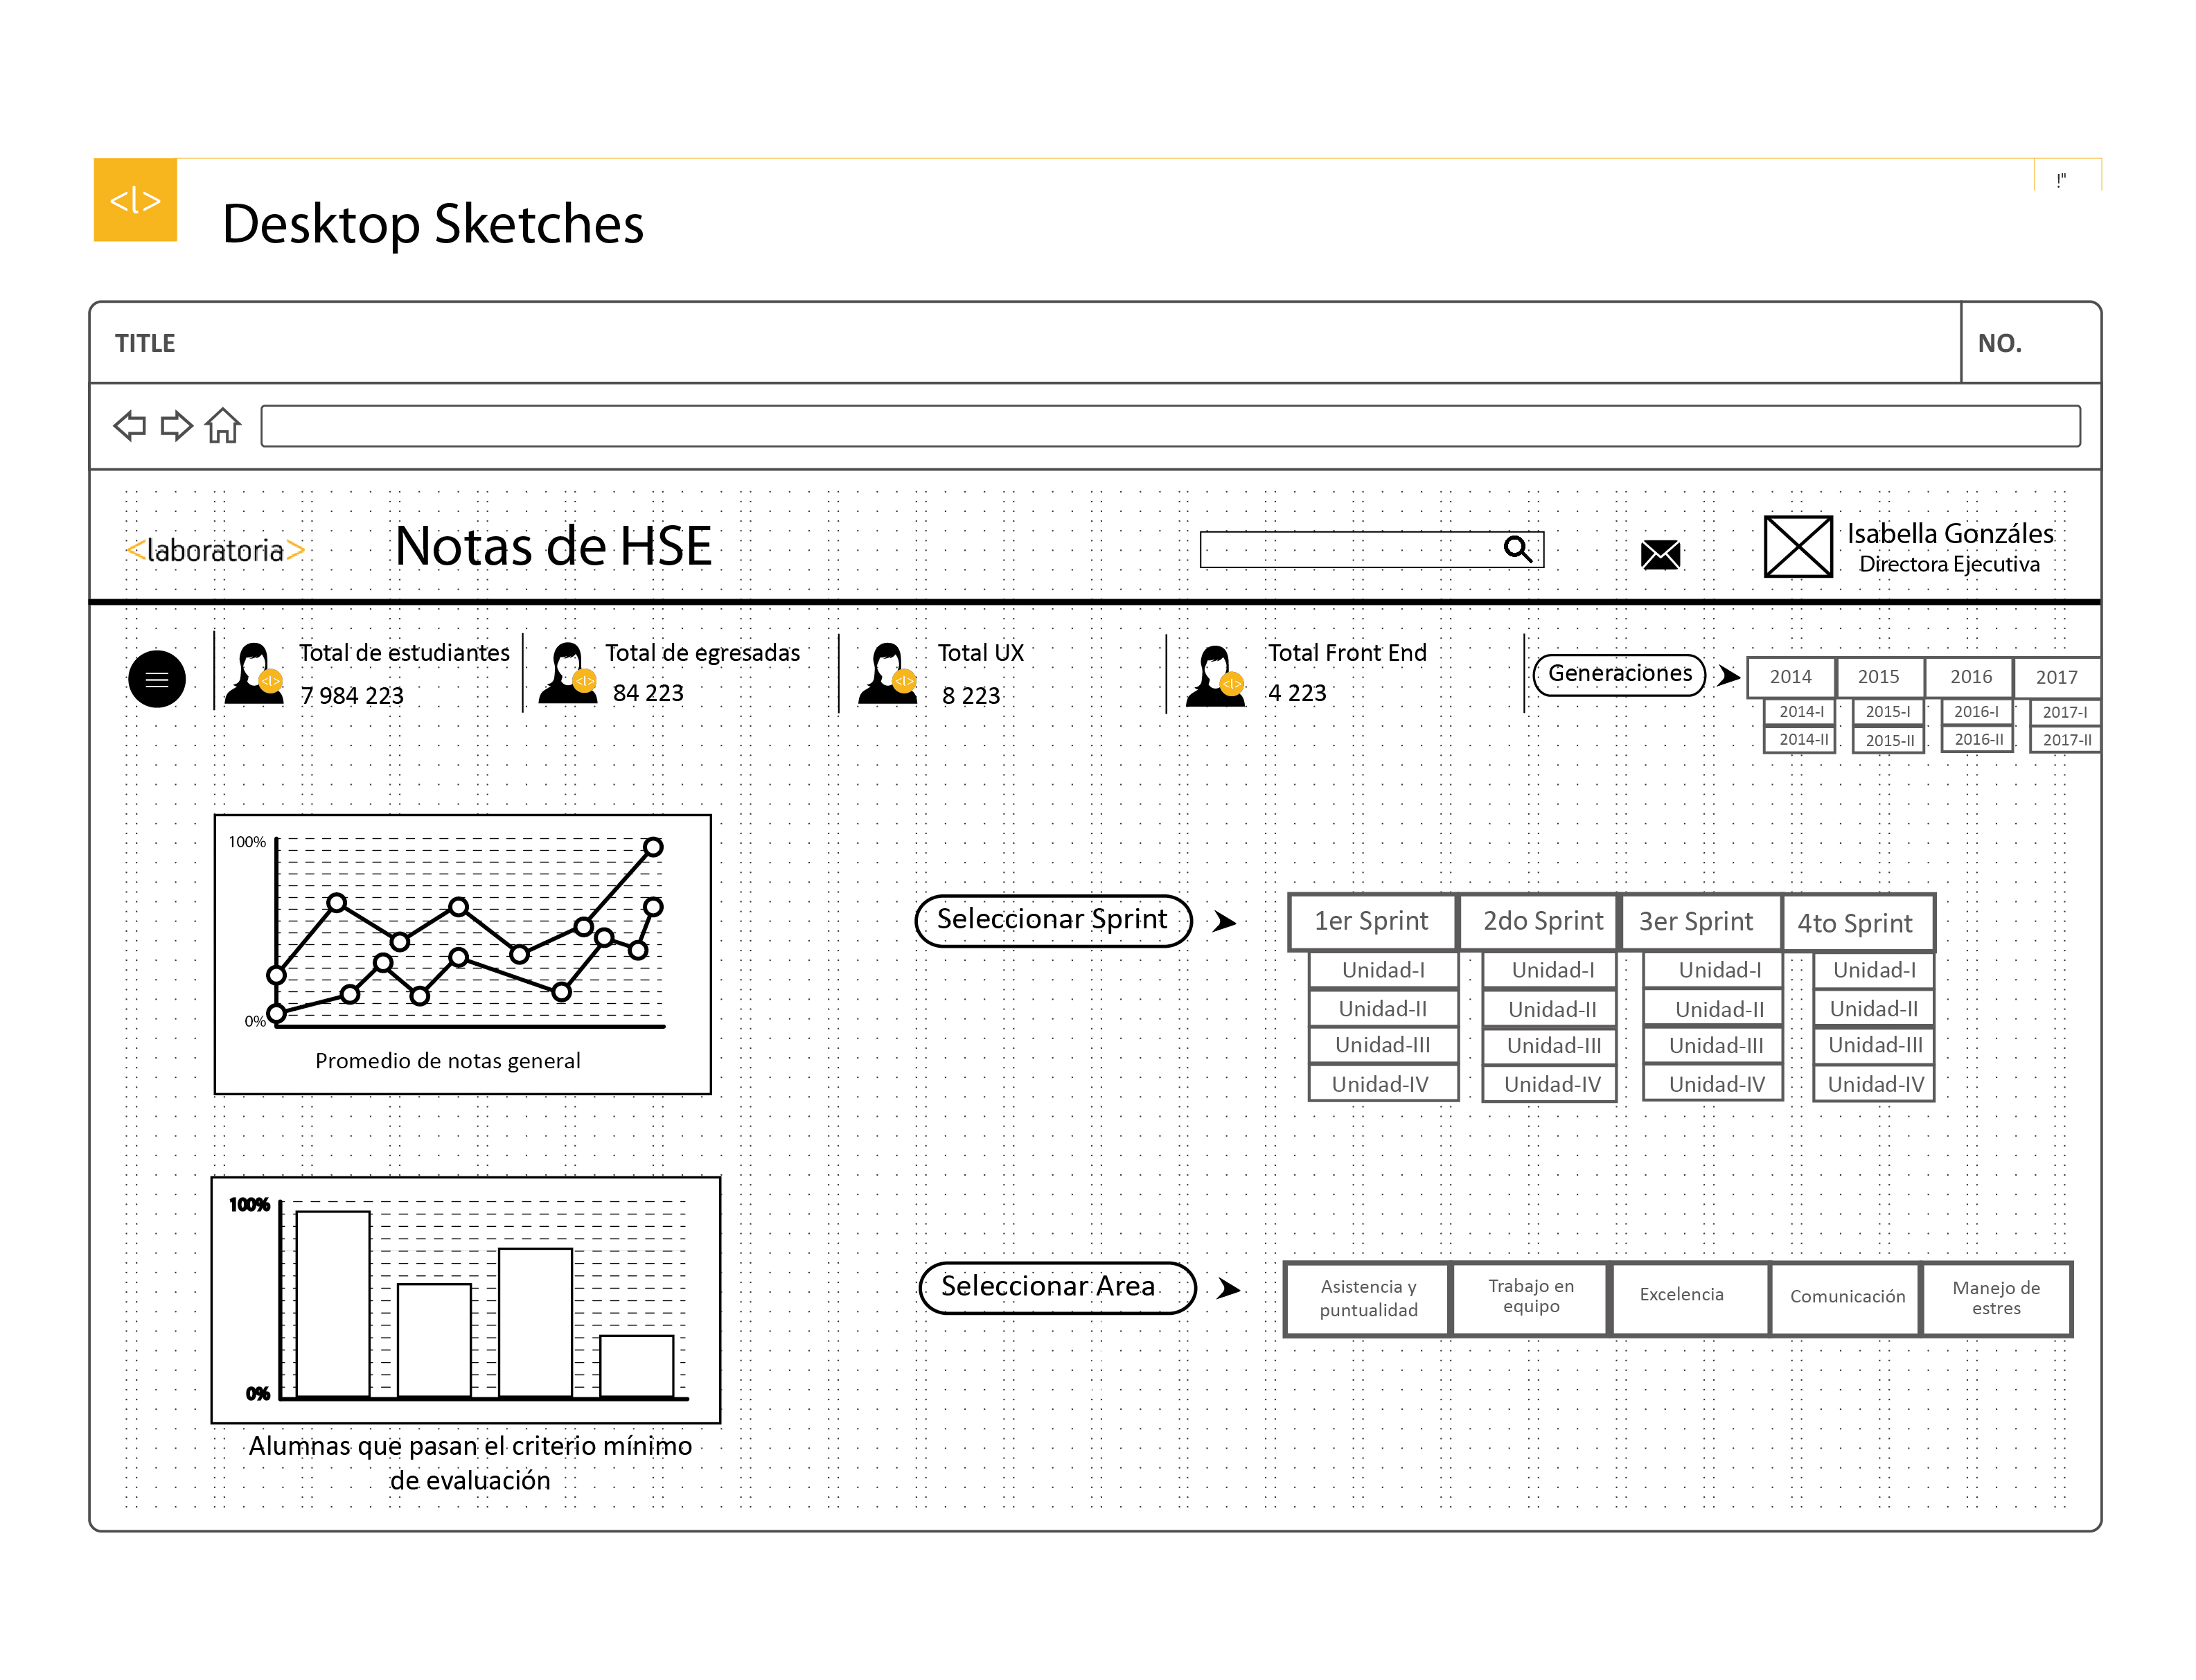 <l>
!"
Desktop Sketches
TITLE
NO.
<laboratoria>
Notas de HSE
Isabella Gonzáles
Directora Ejecutiva
Total de estudiantes
7 984 223
Total de egresadas
84 223
Total UX
8 223
Total Front End
4 223
<l>
<l>
<l>
<l>
Generaciones
2014
2015
2016
2017
2014-I
2015-I
2016-I
2017-I
2014-II
2015-II
2016-II
2017-II
100%
0%
Promedio de notas general
Seleccionar Sprint
1er Sprint
2do Sprint
3er Sprint
4to Sprint
Unidad-I
Unidad-I
Unidad-I
Unidad-I
Unidad-II
Unidad-II
Unidad-II
Unidad-II
Unidad-III
Unidad-III
Unidad-III
Unidad-III
Unidad-IV
Unidad-IV
Unidad-IV
Unidad-IV
100%
0%
Alumnas que pasan el criterio mínimo
de evaluación
Seleccionar Area
Asistencia y
puntualidad
Trabajo en
equipo
Excelencia
Comunicación
Manejo de
estres